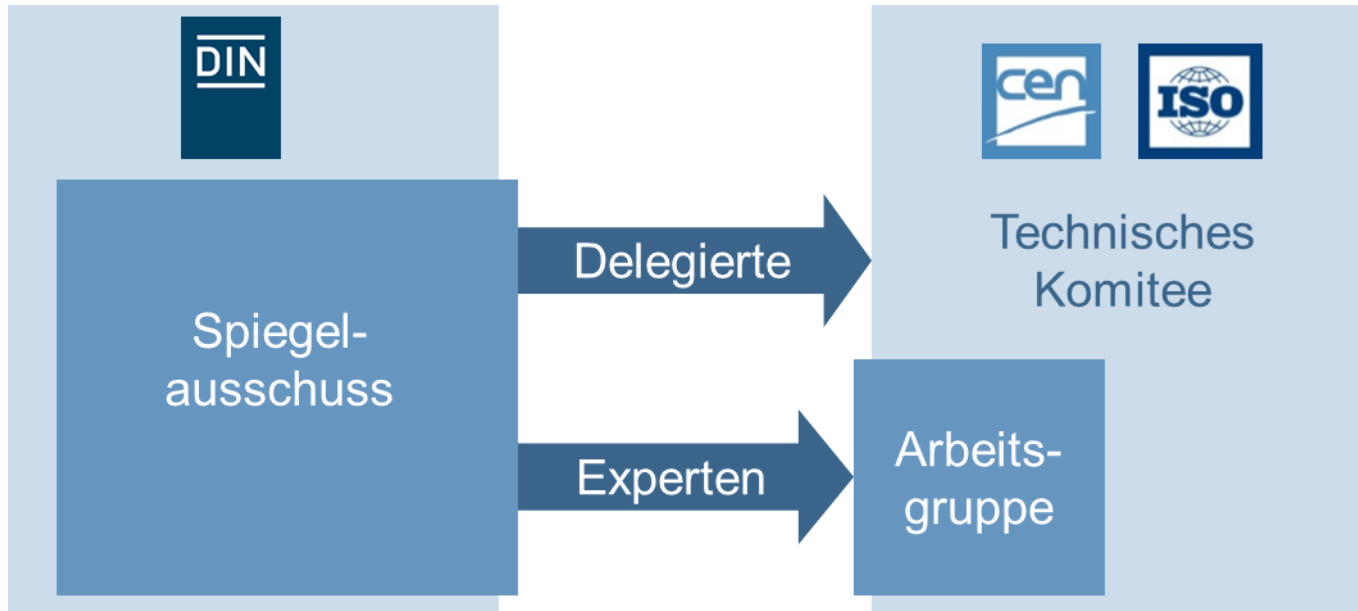 DIN
Spiegel-
ausschuss
Delegierte
Experten
cen
ISO
Technisches
Komitee
Arbeits-
gruppe